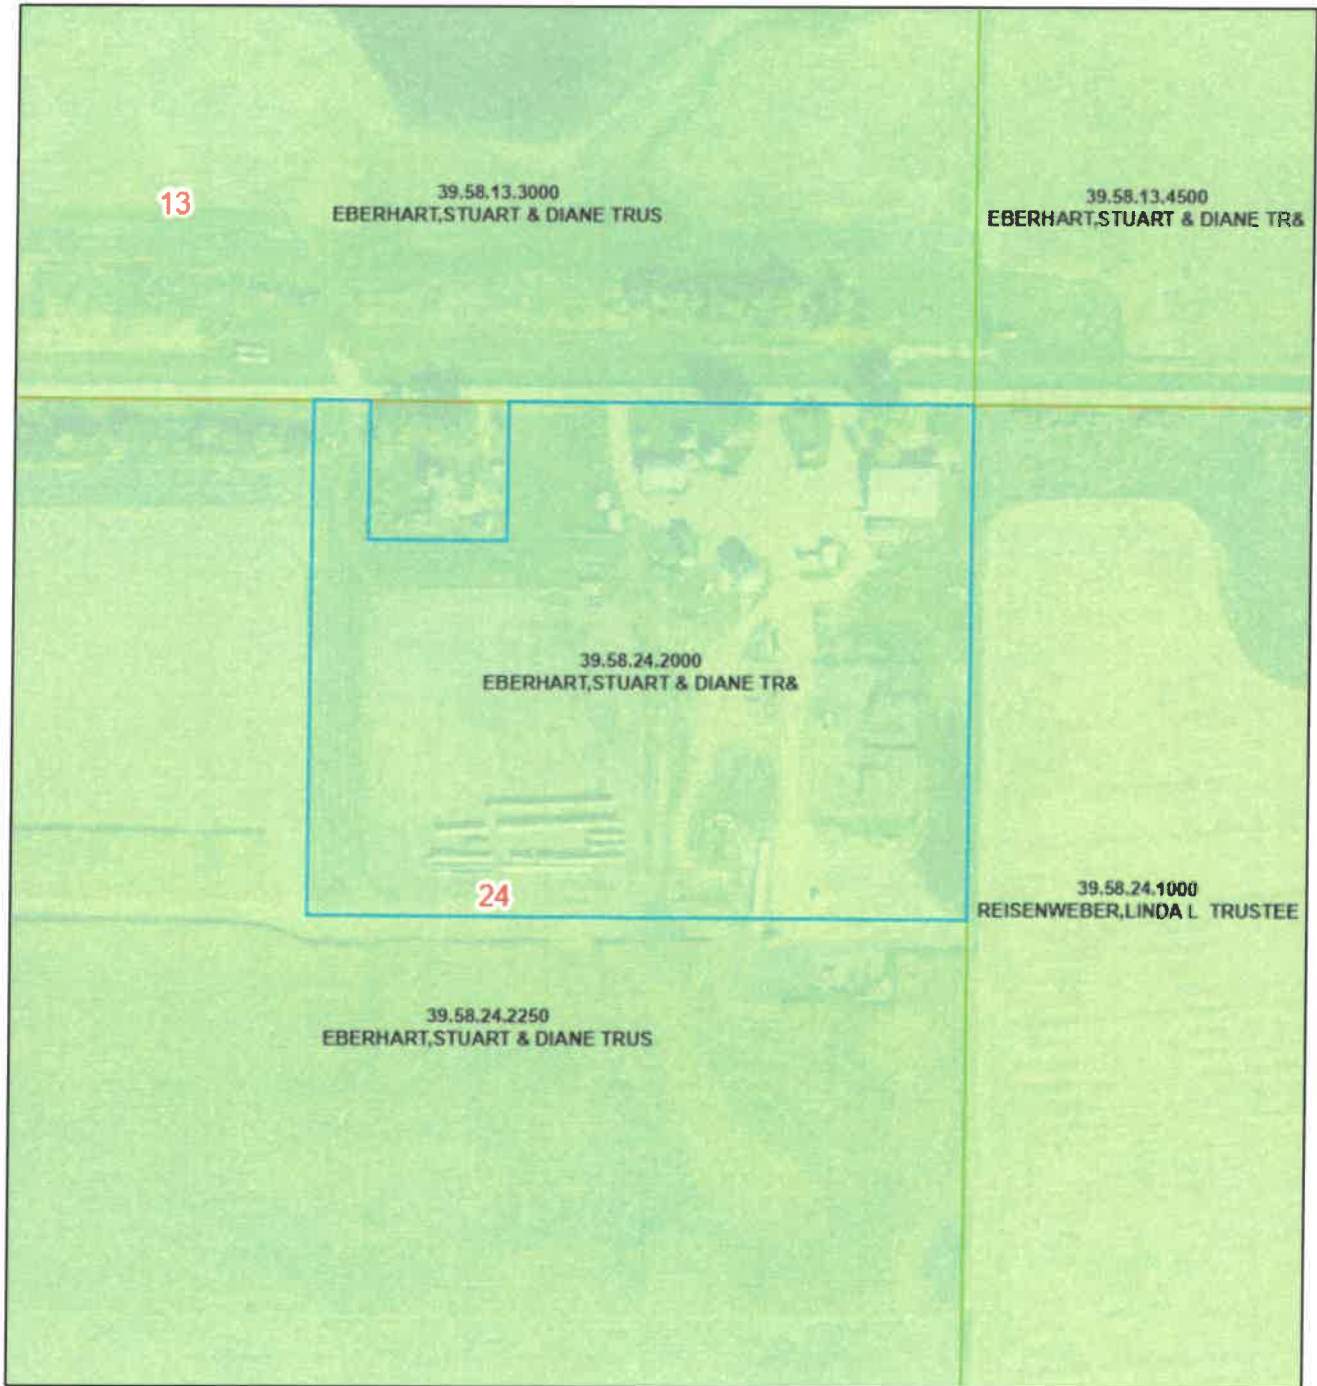 13
39.58.13.3000
EBERHART,STUART & DIANE TRUS
39.58.13.4500
EBERHART,STUART & DIANE TR&
39.58.24.2000
EBERHART,STUART & DIANE TR&
24
39.58.24.1000
REISENWEBER,LINDA L TRUSTEE
39.58.24.2250
EBERHART,STUART & DIANE TRUS